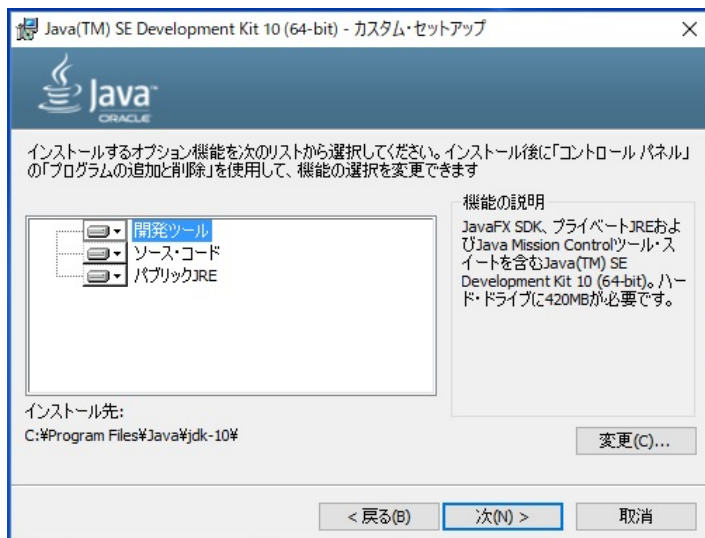 Java(TM) SE Development Kit 10 (64-bit) - カスタム・セットアップ
Java
ORACLE
インストールするオプション機能を次のリストから選択してください。インストール後に「コントロール パネル」
の「プログラムの追加と削除」を使用して、機能の選択を変更できます
開発ツール
ソース・コード
パブリックJRE
機能の説明
JavaFX SDK、プライベートJREおよ
びJava Mission Controlツール・ス
イートを含むJava(TM) SE
Development Kit 10 (64-bit)。ハー
ド・ドライブに420MBが必要です。
インストール先:
C:¥Program Files¥Java¥jdk-10¥
変更(C)...
< 戻る(B)
次(N) >
取消